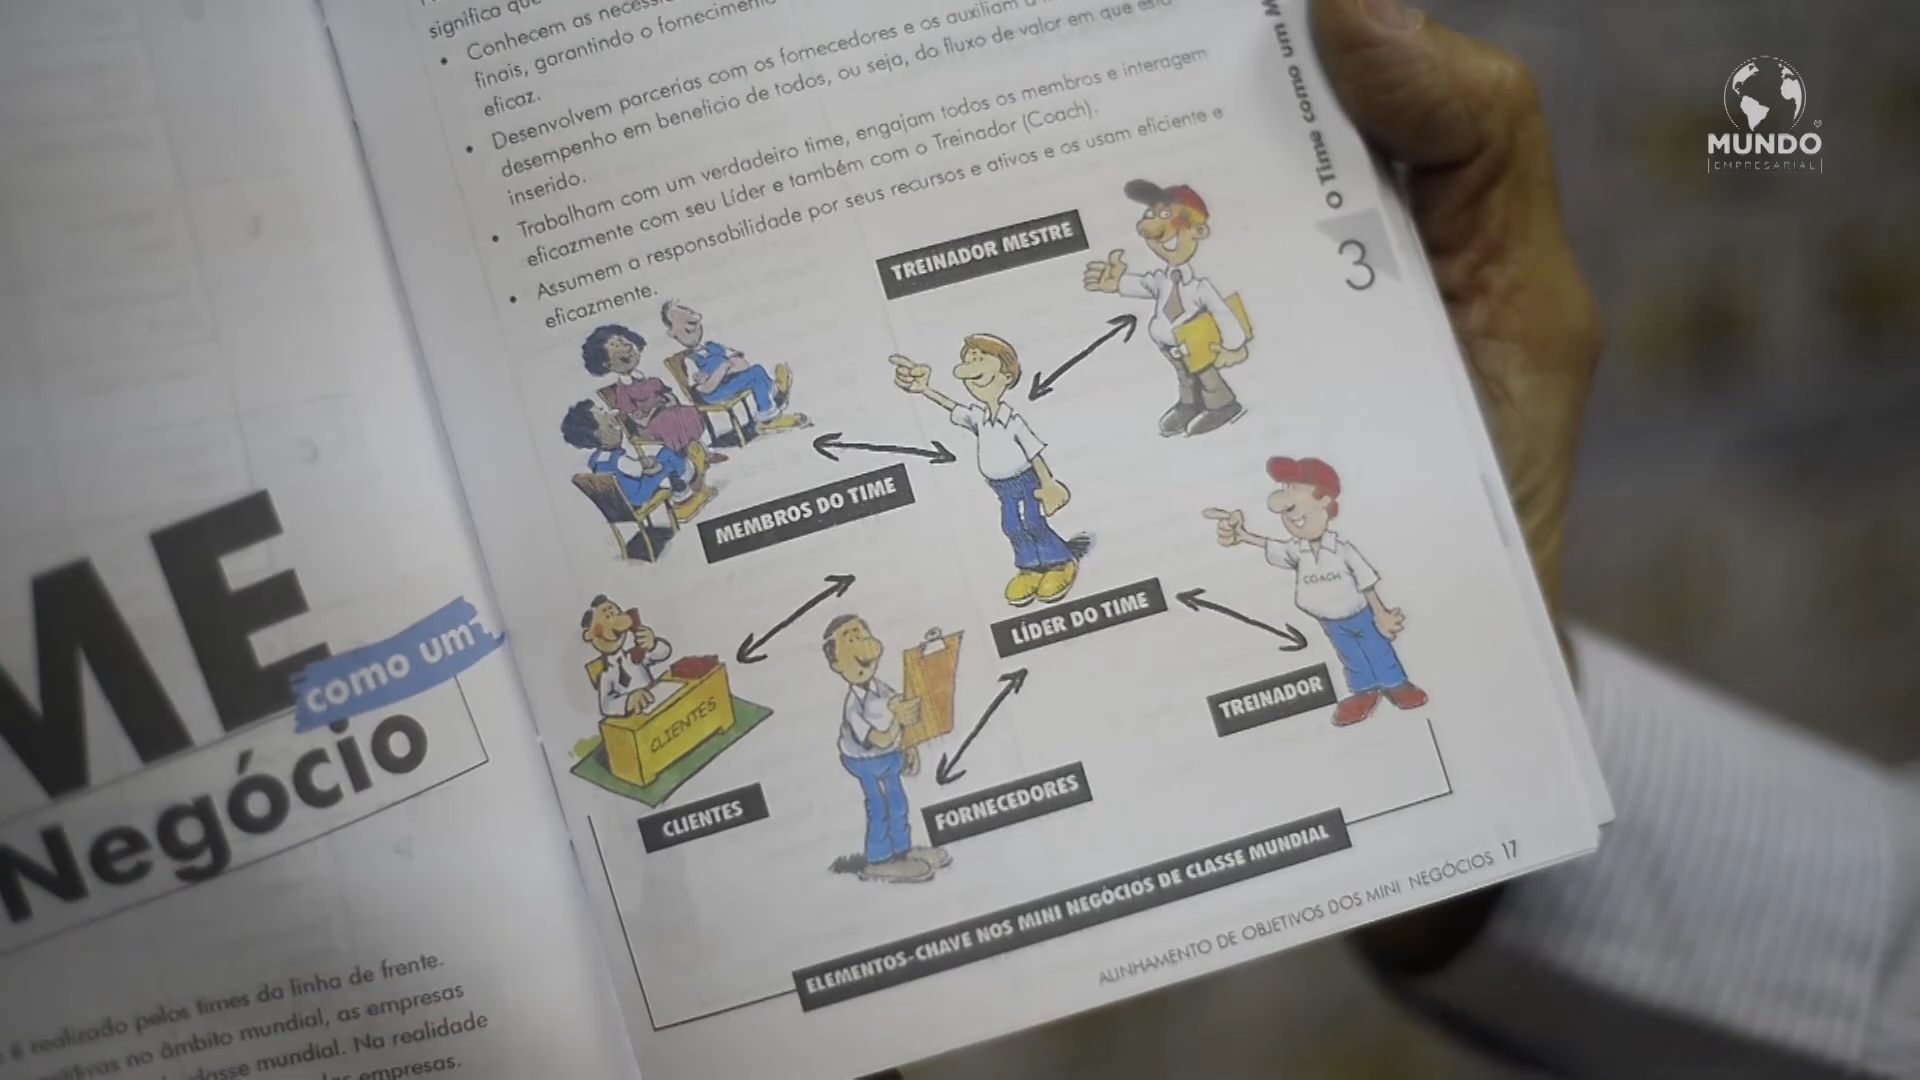 ME
como um
Negócio
é realizado pelos times da linha de frente.
no âmbito mundial, as empresas
classe mundial. Na realidade
empresas.
significa que
Conhecem as
finais, garantindo o fornecimento
eficaz.
• Desenvolvem parcerias com os fornecedores e os auxiliam
desempenho em benefício de todos, ou seja, do fluxo de valor em que
inserido.
• Trabalham com um verdadeiro time, engajam todos os membros e interagem
eficazmente com seu Líder e também com o Treinador (Coach).
• Assumem a responsabilidade por seus recursos e ativos e os usam eficiente e
eficazmente.
TREINADOR MESTRE
MEMBROS DO TIME
COACH
LÍDER DO TIME
TREINADOR
CLIENTES
CLIENTES
FORNECEDORES
ELEMENTOS-CHAVE NOS MINI NEGÓCIOS DE CLASSE MUNDIAL
ALINHAMENTO DE OBJETIVOS DOS MINI NEGÓCIOS 17
3
O Time como um M
MUNDO
EMPRESARIAL